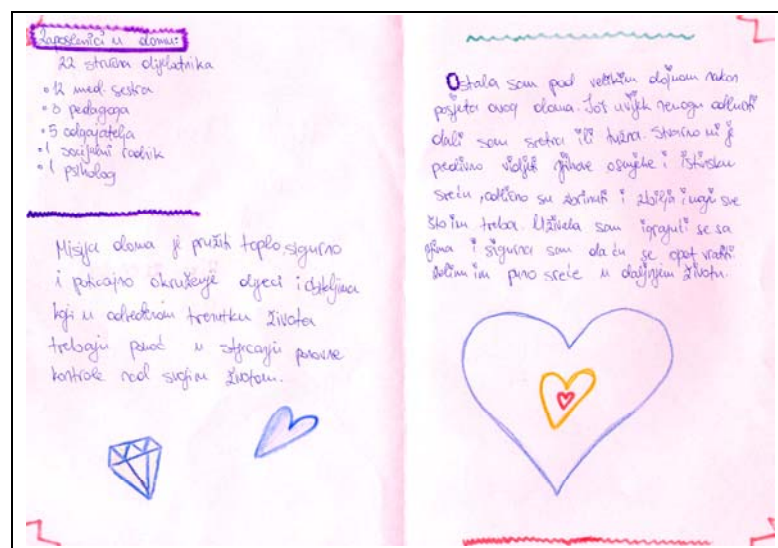 Zaposlenici u domu:
22 stručna dijelatnika
• 12 med. sestra
• 3 pedagoga
• 5 odgojatelja
• 1 socijalni radnik
• 1 psiholog
Misija doma je pružiti toplo, sigurno
i poticajno okruženje djeci i obiteljima
koji u određenom trenutku života
trebaju pomoć u stjecanju ponovne
kontrole nad svojim životom.
Ostala sam pod velikim dojmom nakon
posjeta ovog doma. Još uvijek nemogu odlučiti
dali sam sretna ili tužna. Stvarno mi je
predivno vidjeti njihove osmjehe i iskrenu
sreću, odlično su zbrinuti i zbilja imaju sve
što im treba. Uživala sam igrajući se sa
njima i sigurna sam da ću se opet vratiti.
Želim im puno sreće u daljnjem životu.